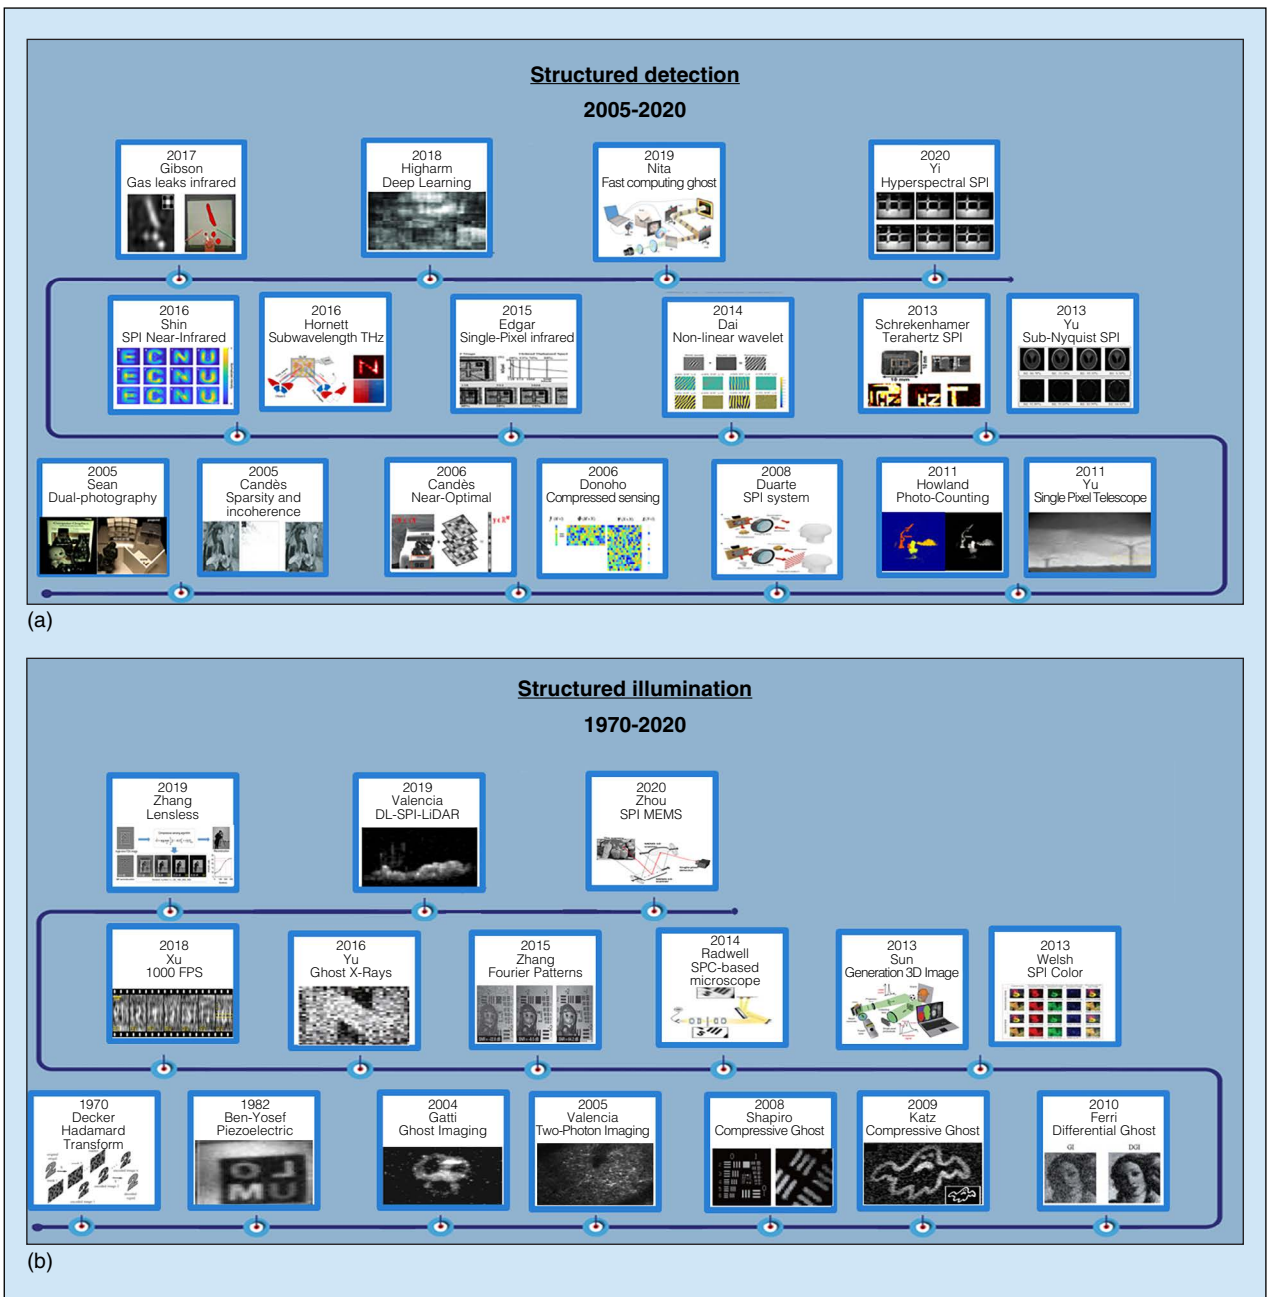 Structured detection
2005-2020
2017
Gibson
Gas leaks infrared
2018
Higharm
Deep Learning
2019
Nita
Fast computing ghost
2020
Yi
Hyperspectral SPI
2016
Shin
SPI Near-Infrared
2016
Hornett
Subwavelength THz
2015
Edgar
Single-Pixel infrared
2014
Dai
Non-linear wavelet
2013
Schrekenhamer
Terahertz SPI
2013
Yu
Sub-Nyquist SPI
2005
Sean
Dual-photography
2005
Candès
Sparsity and
incoherence
2006
Candès
Near-Optimal
2006
Donoho
Compressed sensing
2008
Duarte
SPI system
2011
Howland
Photo-Counting
2011
Yu
Single Pixel Telescope
(a)
Structured illumination
1970-2020
2019
Zhang
Lensless
2019
Valencia
DL-SPI-LiDAR
2020
Zhou
SPI MEMS
2018
Xu
1000 FPS
2016
Yu
Ghost X-Rays
2015
Zhang
Fourier Patterns
2014
Radwell
SPC-based
microscope
2013
Sun
Generation 3D Image
2013
Welsh
SPI Color
1970
Decker
Hadamard
Transform
1982
Ben-Yosef
Piezoelectric
OJ
MU
2004
Gatti
Ghost Imaging
2005
Valencia
Two-Photon Imaging
2008
Shapiro
Compressive Ghost
2009
Katz
Compressive Ghost
2010
Ferri
Differential Ghost
GI DGI
(b)